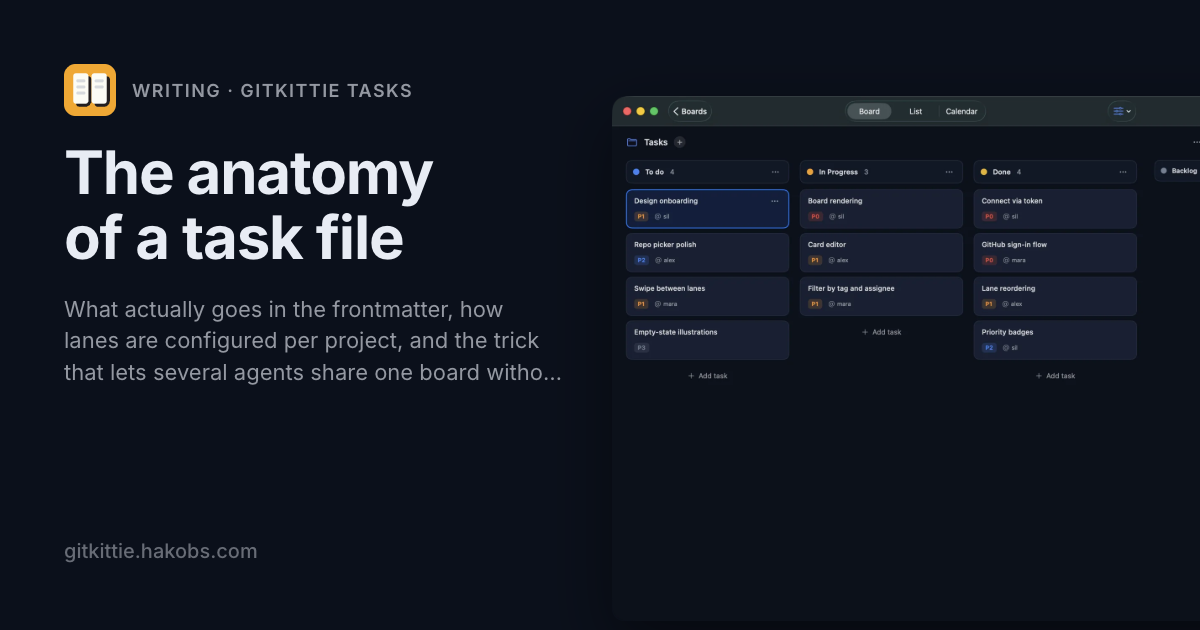 WRITING · GITKITTIE TASKS
The anatomy
of a task file
What actually goes in the frontmatter, how
lanes are configured per project, and the trick
that lets several agents share one board witho...
gitkittie.hakobs.com
Boards
Board List Calendar
Tasks
To do 4
Design onboarding
P1 @ sil
Repo picker polish
P2 @ alex
Swipe between lanes
P1 @ mara
Empty-state illustrations
P3
+ Add task
In Progress 3
Board rendering
P0 @ sil
Card editor
P1 @ alex
Filter by tag and assignee
P1 @ mara
+ Add task
Done 4
Connect via token
P0 @ sil
GitHub sign-in flow
P0 @ mara
Lane reordering
P1 @ alex
Priority badges
P2 @ sil
+ Add task
Backlog